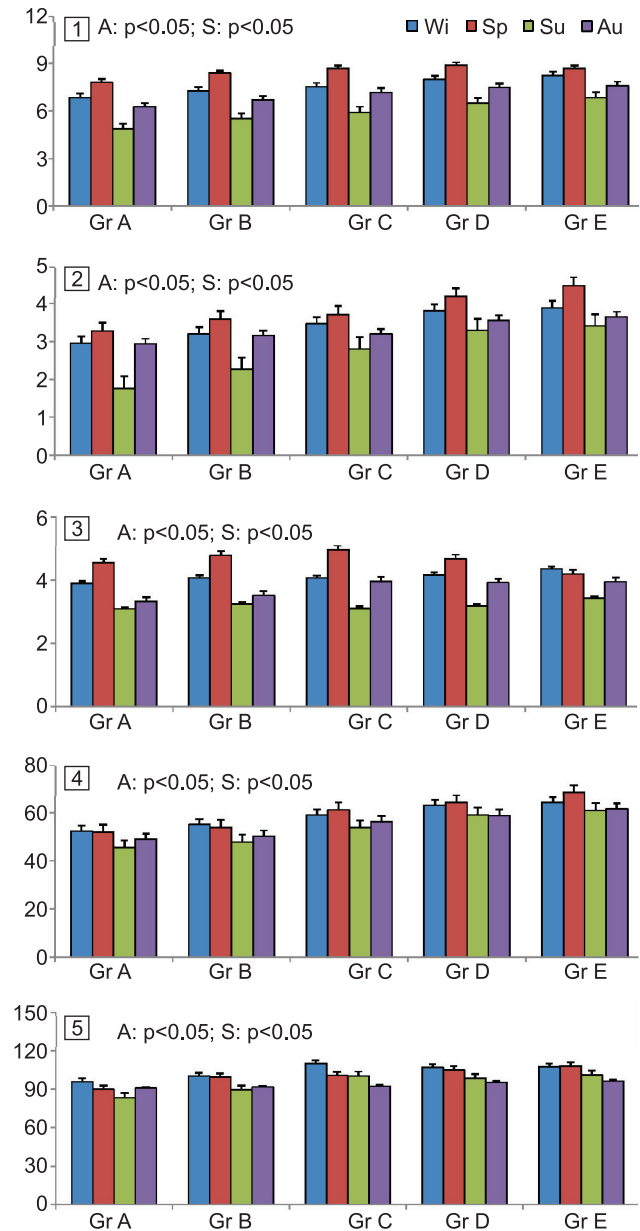 1 A: p<0.05; S: p<0.05 Wi Sp Su Au
12
9
6
3
0
Gr A Gr B Gr C Gr D Gr E
2 A: p<0.05; S: p<0.05
5
4
3
2
1
0
Gr A Gr B Gr C Gr D Gr E
3 A: p<0.05; S: p<0.05
6
4
2
0
Gr A Gr B Gr C Gr D Gr E
4 A: p<0.05; S: p<0.05
80
60
40
20
0
Gr A Gr B Gr C Gr D Gr E
5 A: p<0.05; S: p<0.05
150
120
90
60
30
0
Gr A Gr B Gr C Gr D Gr E